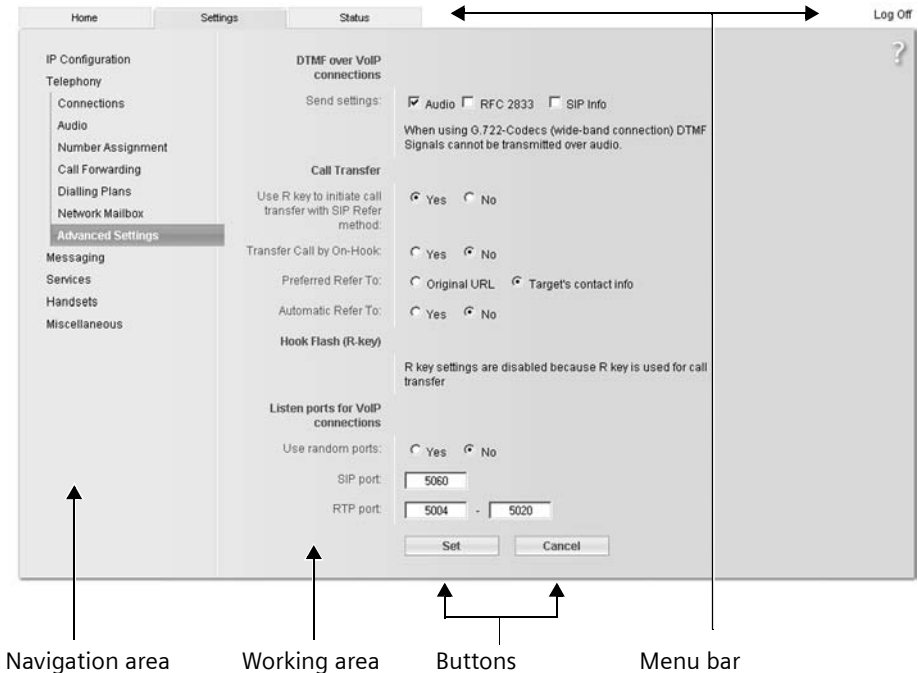 Home Settings Status Log Off
?
IP Configuration
Telephony
Connections
Audio
Number Assignment
Call Forwarding
Dialling Plans
Network Mailbox
Advanced Settings
Messaging
Services
Handsets
Miscellaneous
DTMF over VoIP
connections
Send settings: Audio RFC 2833 SIP Info
When using G.722-Codecs (wide-band connection) DTMF
Signals cannot be transmitted over audio.
Call Transfer
Use R key to initiate call
transfer with SIP Refer
method:
Yes No
Transfer Call by On-Hook: Yes No
Preferred Refer To: Original URL Target's contact info
Automatic Refer To: Yes No
Hook Flash (R-key)
R key settings are disabled because R key is used for call
transfer
Listen ports for VoIP
connections
Use random ports: Yes No
SIP port: 5060
RTP port: 5004 - 5020
Set Cancel
Navigation area Working area Buttons Menu bar